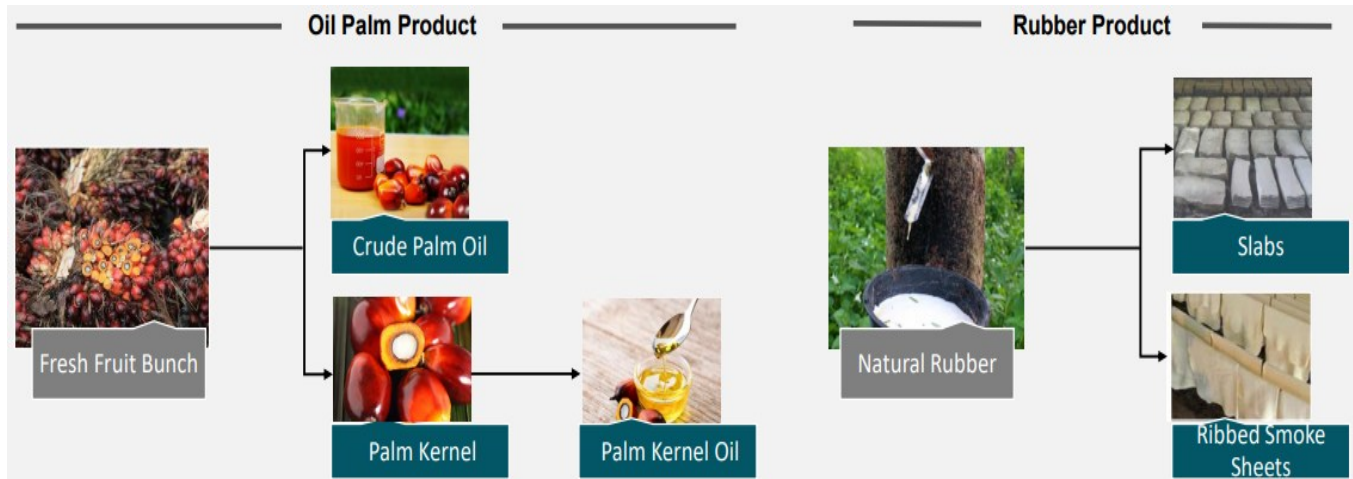 Oil Palm Product
Rubber Product
Crude Palm Oil
Slabs
Fresh Fruit Bunch
Natural Rubber
Palm Kernel
Palm Kernel Oil
Ribbed Smoke
Sheets